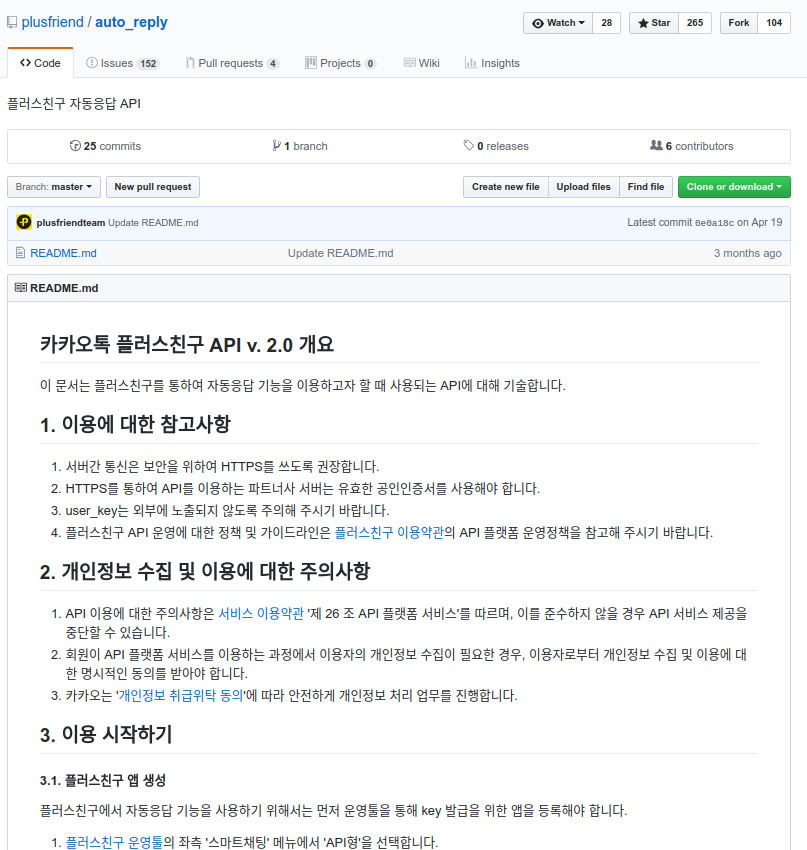 plusfriend / auto_reply
Watch 28 Star 265 Fork 104
Code Issues 152 Pull requests 4 Projects 0 Wiki Insights
플러스친구 자동응답 API
25 commits 1 branch 0 releases 6 contributors
Branch: master New pull request Create new file Upload files Find file Clone or download
plusfriendteam Update README.md Latest commit 0e0a18c on Apr 19
README.md Update README.md 3 months ago
README.md
카카오톡 플러스친구 API v. 2.0 개요
이 문서는 플러스친구를 통하여 자동응답 기능을 이용하고자 할 때 사용되는 API에 대해 기술합니다.
1. 이용에 대한 참고사항
1. 서버간 통신은 보안을 위하여 HTTPS를 쓰도록 권장합니다.
2. HTTPS를 통하여 API를 이용하는 파트너사 서버는 유효한 공인인증서를 사용해야 합니다.
3. user_key는 외부에 노출되지 않도록 주의해 주시기 바랍니다.
4. 플러스친구 API 운영에 대한 정책 및 가이드라인은 플러스친구 이용약관의 API 플랫폼 운영정책을 참고해 주시기 바랍니다.
2. 개인정보 수집 및 이용에 대한 주의사항
1. API 이용에 대한 주의사항은 서비스 이용약관 '제 26 조 API 플랫폼 서비스'를 따르며, 이를 준수하지 않을 경우 API 서비스 제공을
중단할 수 있습니다.
2. 회원이 API 플랫폼 서비스를 이용하는 과정에서 이용자의 개인정보 수집이 필요한 경우, 이용자로부터 개인정보 수집 및 이용에 대
한 명시적인 동의를 받아야 합니다.
3. 카카오는 '개인정보 취급위탁 동의'에 따라 안전하게 개인정보 처리 업무를 진행합니다.
3. 이용 시작하기
3.1. 플러스친구 앱 생성
플러스친구에서 자동응답 기능을 사용하기 위해서는 먼저 운영툴을 통해 key 발급을 위한 앱을 등록해야 합니다.
1. 플러스친구 운영툴의 좌측 '스마트채팅' 메뉴에서 'API형'을 선택합니다.